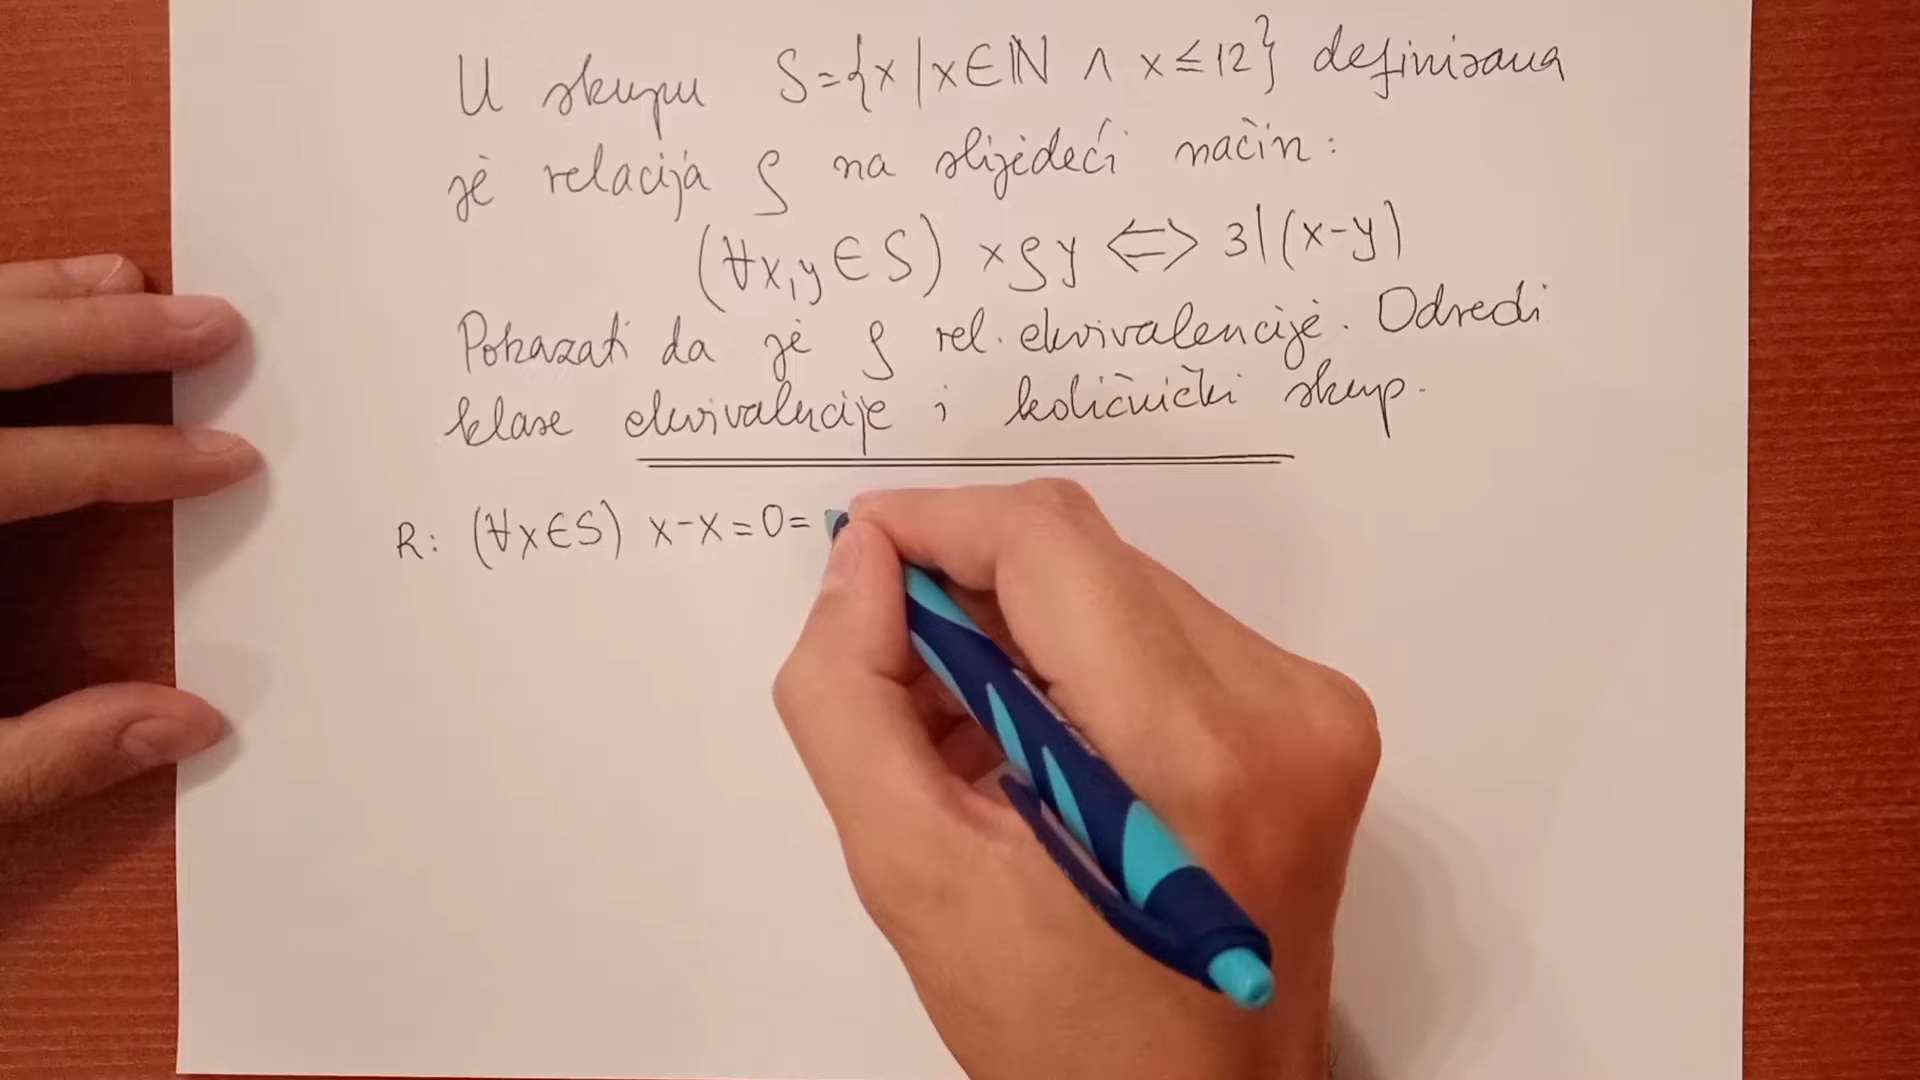 U skupu S={x|x∈ℕ ∧ x≤12} definisana
je relacija ρ na slijedeći način:
(∀x,y∈S) xρy ⇔ 3|(x-y)
Pokazati da je ρ rel. ekvivalencije. Odredi
klase ekvivalencije i količnički skup.
R: (∀x∈S) x-x=0=